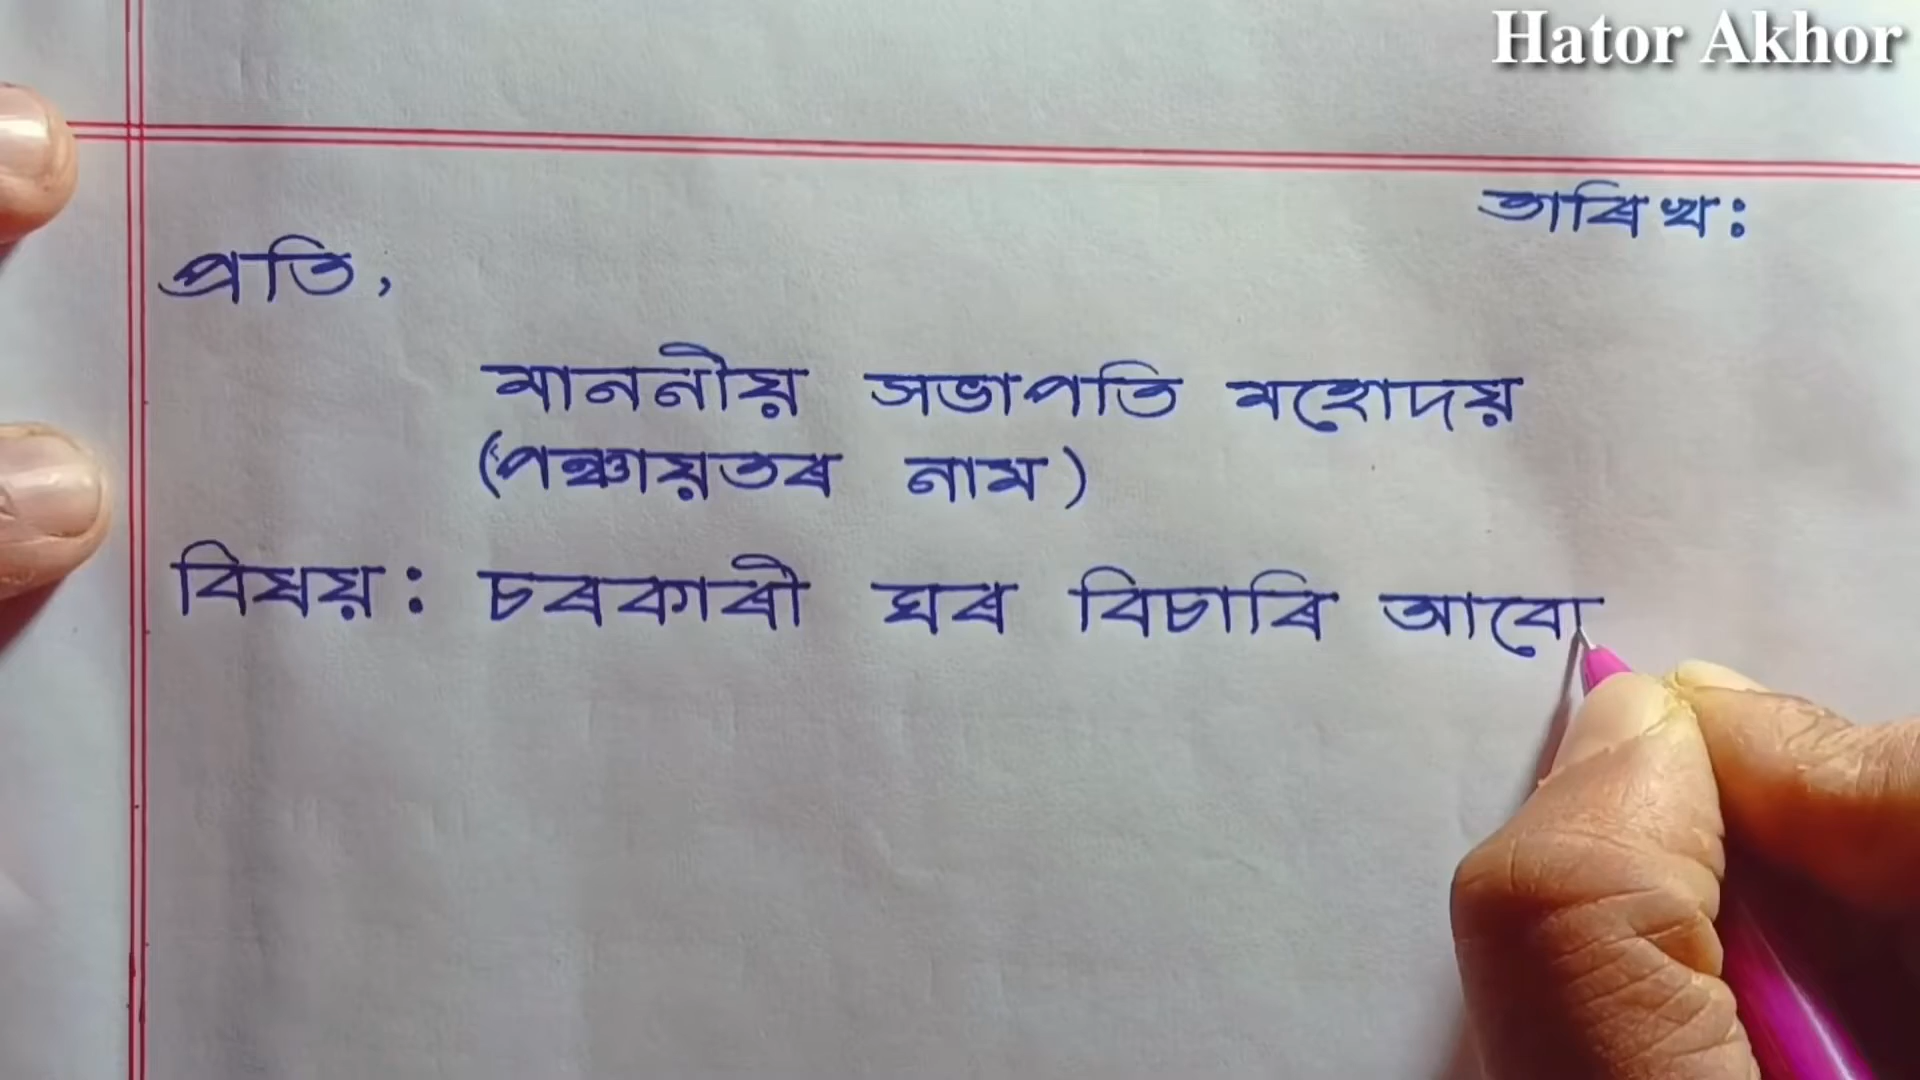 Hator Akhor
তাৰিখ:
প্ৰতি,
মাননীয় সভাপতি মহোদয়
(পঞ্চায়তৰ নাম)
বিষয়: চৰকাৰী ঘৰ বিচাৰি আবে